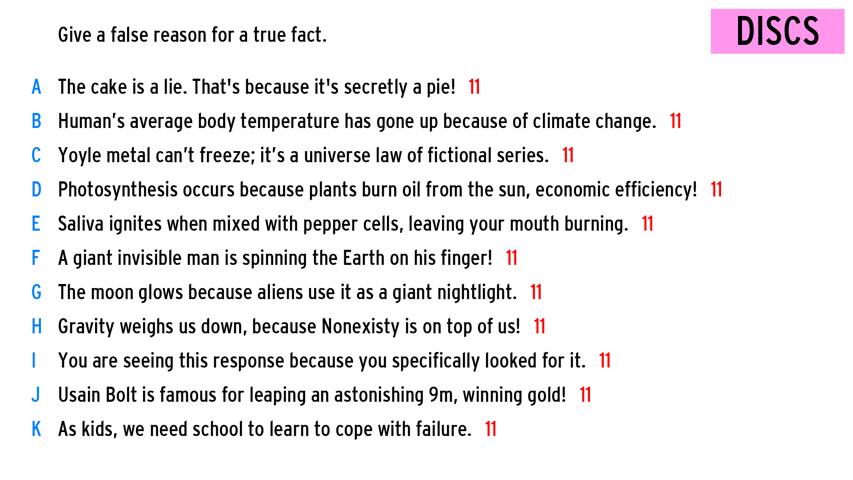 Give a false reason for a true fact.
DISCS
A The cake is a lie. That's because it's secretly a pie! 11
B Human's average body temperature has gone up because of climate change. 11
C Yoyle metal can't freeze; it's a universe law of fictional series. 11
D Photosynthesis occurs because plants burn oil from the sun, economic efficiency! 11
E Saliva ignites when mixed with pepper cells, leaving your mouth burning. 11
F A giant invisible man is spinning the Earth on his finger! 11
G The moon glows because aliens use it as a giant nightlight. 11
H Gravity weighs us down, because Nonexisty is on top of us! 11
I You are seeing this response because you specifically looked for it. 11
J Usain Bolt is famous for leaping an astonishing 9m, winning gold! 11
K As kids, we need school to learn to cope with failure. 11